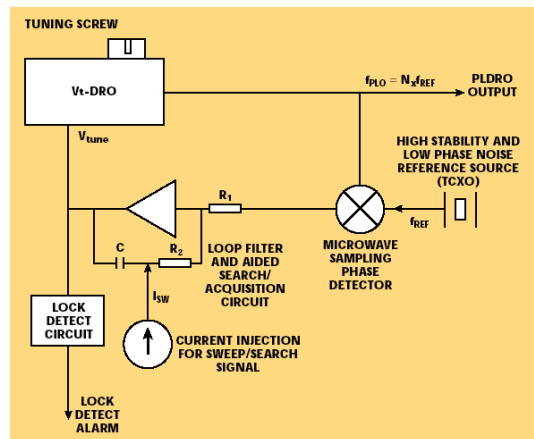 TUNING SCREW
Vt-DRO
Vtune
fPLO = NxfREF
PLDRO
OUTPUT
HIGH STABILITY AND
LOW PHASE NOISE
REFERENCE SOURCE
(TCXO)
R1
fREF
C
R2
LOOP FILTER
AND AIDED
SEARCH/
ACQUISITION
CIRCUIT
MICROWAVE
SAMPLING
PHASE
DETECTOR
ISW
LOCK
DETECT
CIRCUIT
CURRENT INJECTION
FOR SWEEP/SEARCH
SIGNAL
LOCK
DETECT
ALARM